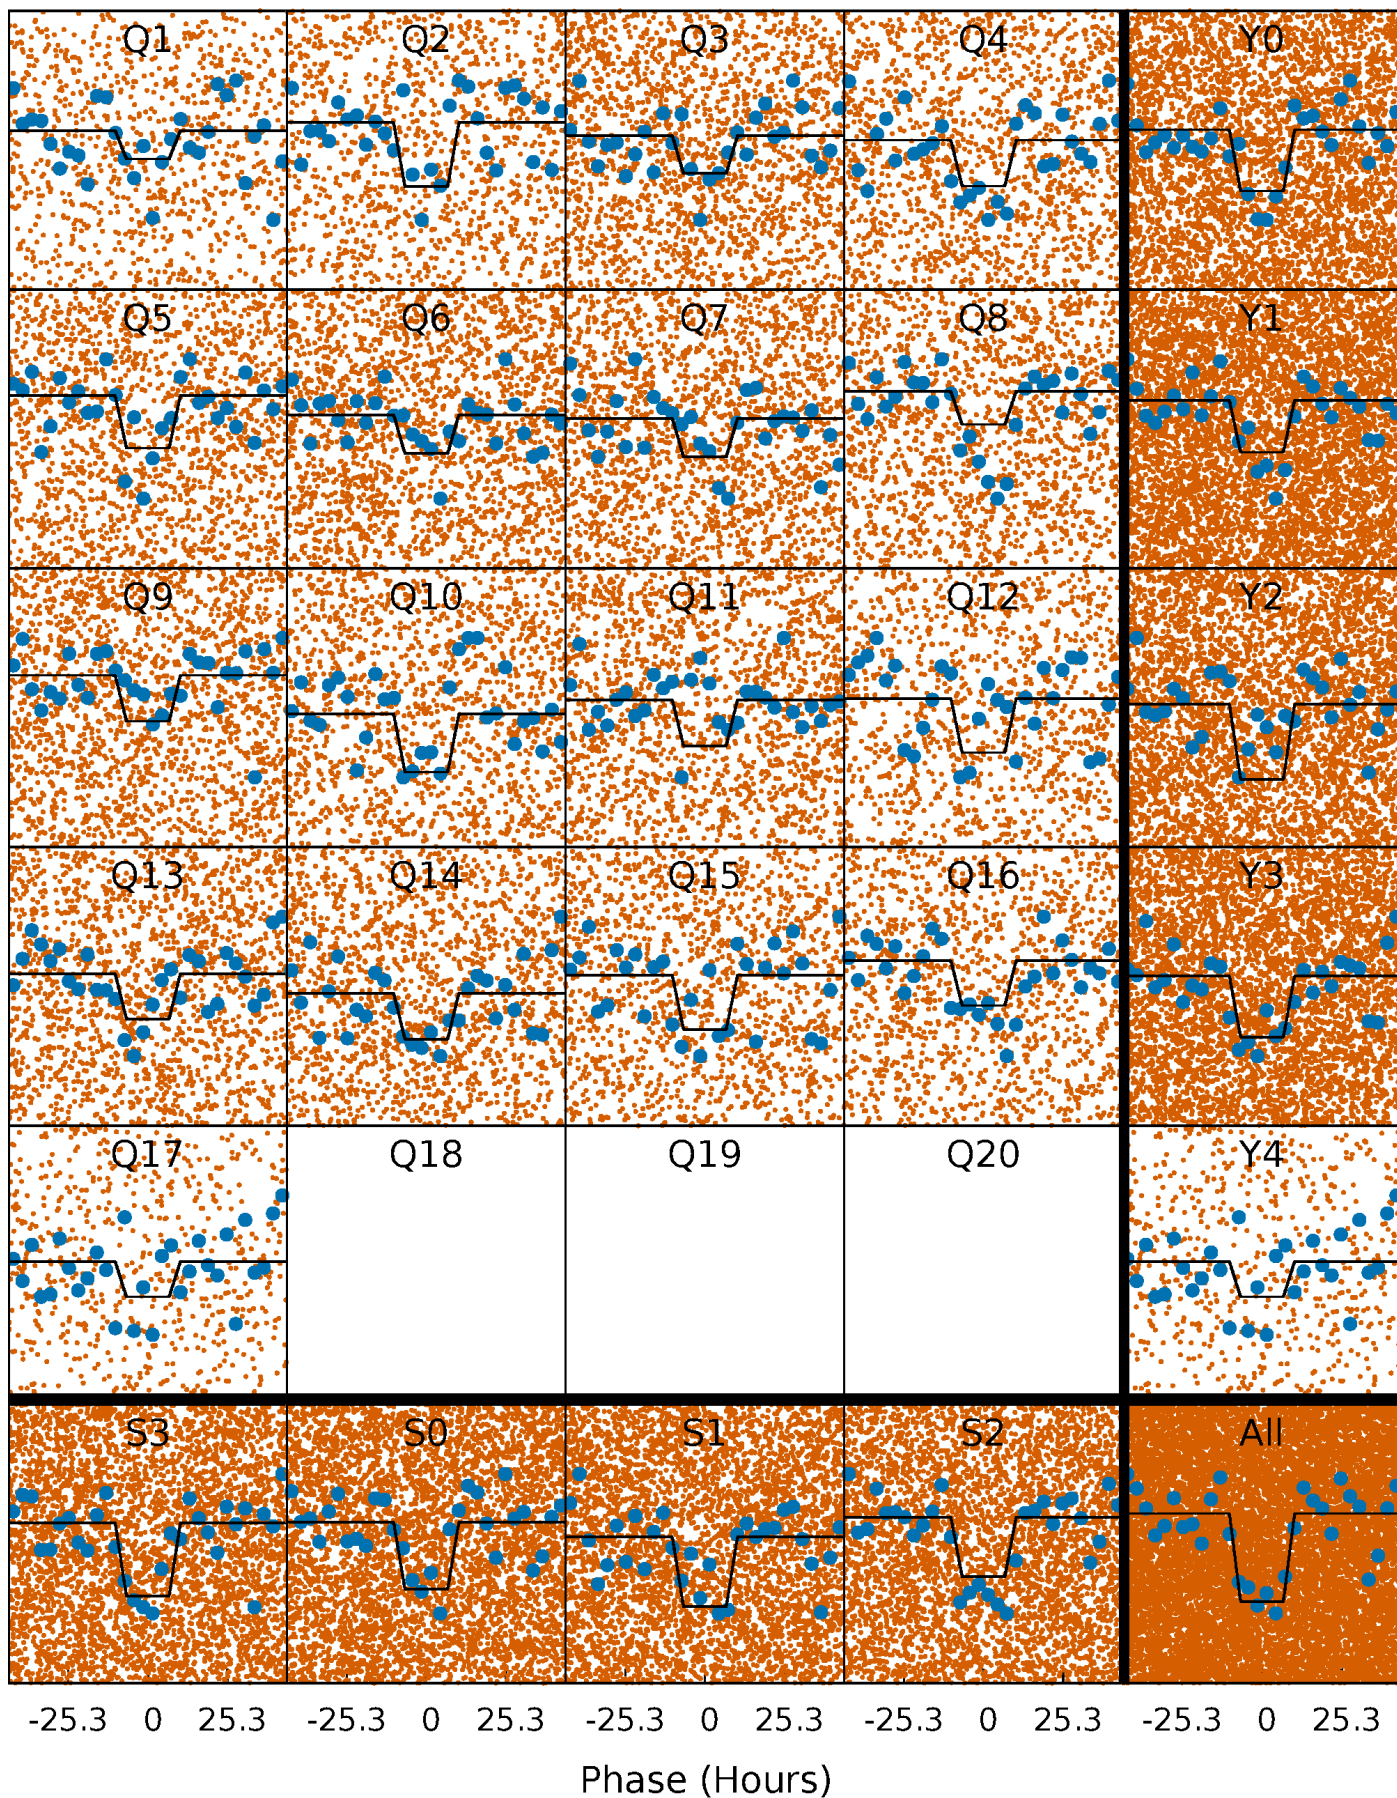 Q1 Q2 Q3 Q4 Y0
Q5 Q6 Q7 Q8 Y1
Q9 Q10 Q11 Q12 Y2
Q13 Q14 Q15 Q16 Y3
Q17 Q18 Q19 Q20 Y4
S3 S0 S1 S2 All
-25.3 0 25.3 -25.3 0 25.3 -25.3 0 25.3 -25.3 0 25.3 -25.3 0 25.3
Phase (Hours)